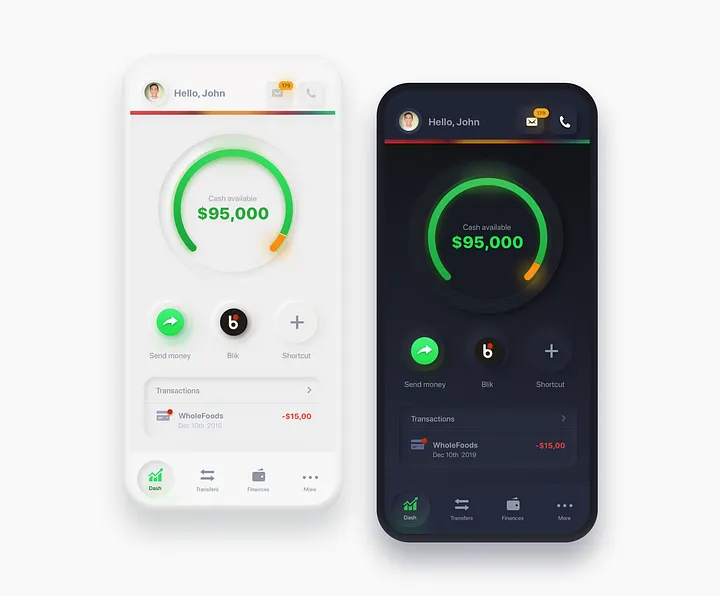 Hello, John
179
Cash available
$95,000
Send money
Blik
Shortcut
Transactions
WholeFoods
-$15,00
Dec 10th 2019
Dash
Transfers
Finances
More
Hello, John
179
Cash available
$95,000
Send money
Blik
Shortcut
Transactions
WholeFoods
-$15,00
Dec 10th 2019
Dash
Transfers
Finances
More